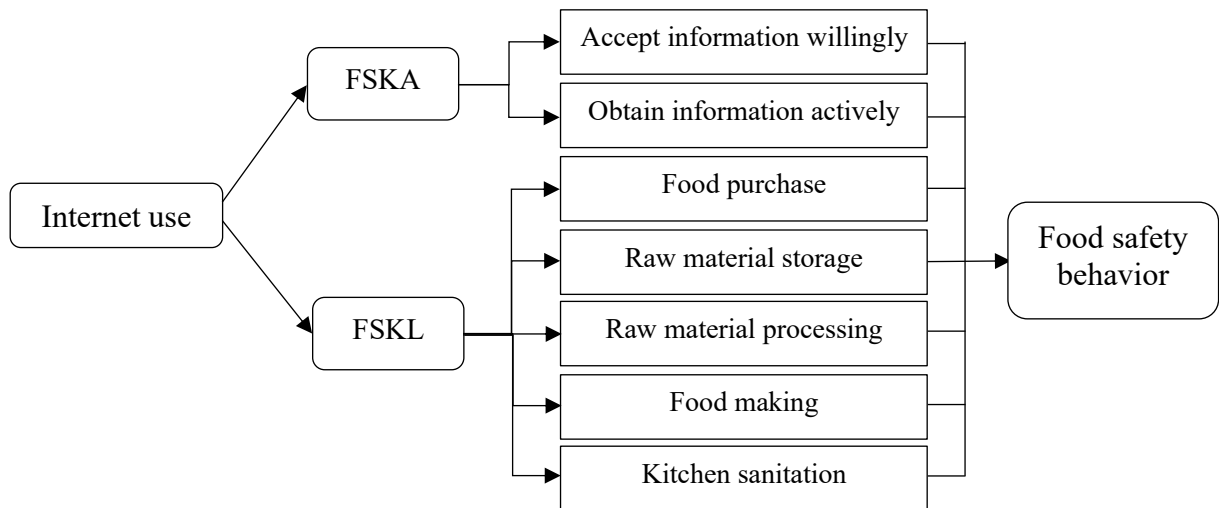 Internet use
FSKA
FSKL
Accept information willingly
Obtain information actively
Food purchase
Raw material storage
Raw material processing
Food making
Kitchen sanitation
Food safety
behavior